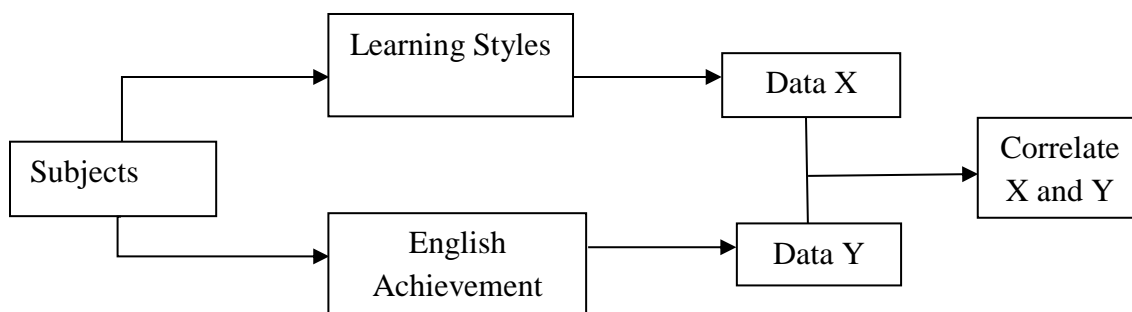 Learning Styles
Data X
Subjects
Correlate
X and Y
English
Achievement
Data Y